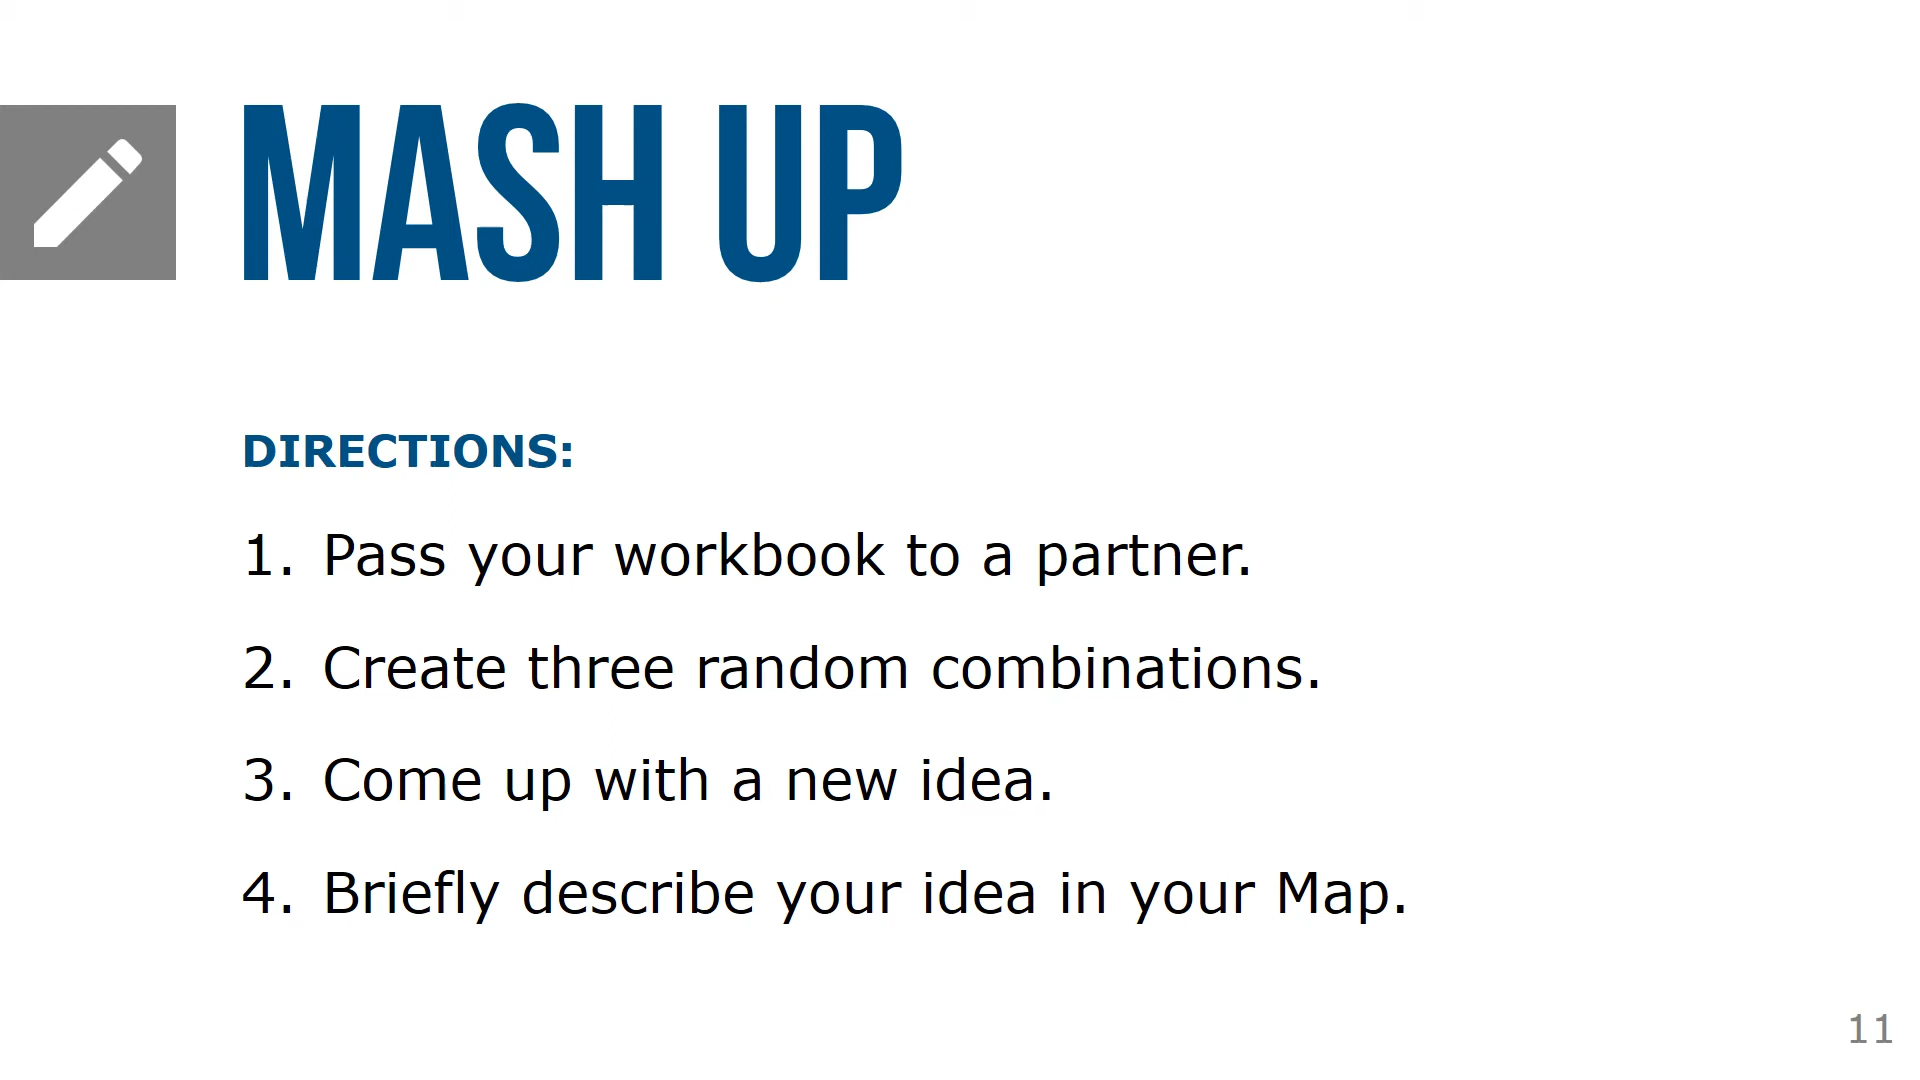 MASH UP
DIRECTIONS:
1. Pass your workbook to a partner.
2. Create three random combinations.
3. Come up with a new idea.
4. Briefly describe your idea in your Map.
11